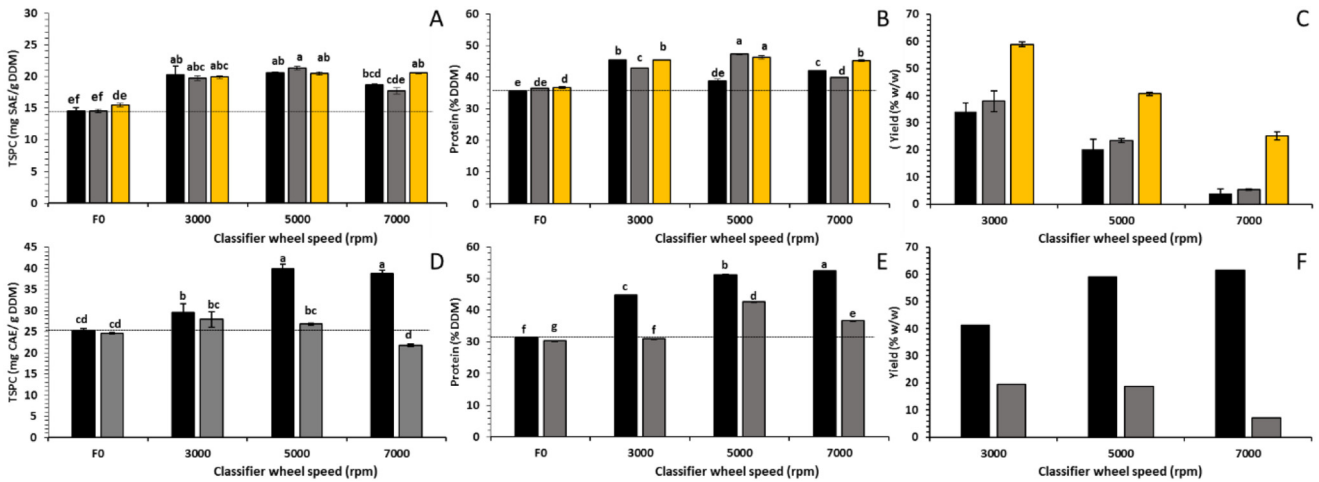 A
TSPC (mg SAE/g DDM)
30
25
20
15
10
5
0
ef ef de
ab abc abc
ab a ab
bcd cde ab
F0 3000 5000 7000
Classifier wheel speed (rpm)
B
Protein (% DDM)
60
50
40
30
20
10
0
e de d
b c b
de a a
c d b
F0 3000 5000 7000
Classifier wheel speed (rpm)
C
( Yield (% w/w)
70
60
50
40
30
20
10
0
3000 5000 7000
Classifier wheel speed (rpm)
D
TSPC (mg CAE/g DDM)
45
40
35
30
25
20
15
10
5
0
cd cd
b bc
a bc
a d
F0 3000 5000 7000
Classifier wheel speed (rpm)
E
Protein (% DDM)
60
50
40
30
20
10
0
f g
c f
b d
a e
F0 3000 5000 7000
Classifier wheel speed (rpm)
F
Yield (% w/w)
70
60
50
40
30
20
10
0
3000 5000 7000
Classifier wheel speed (rpm)